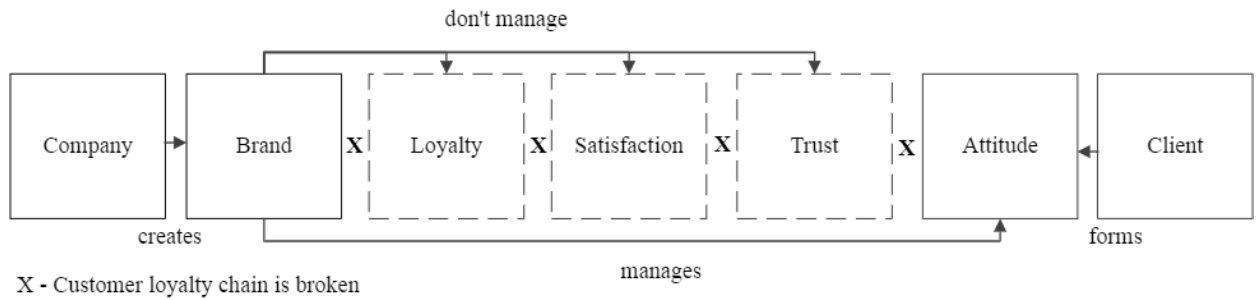 don't manage
Company
Brand
X
Loyalty
X
Satisfaction
X
Trust
X
Attitude
Client
creates
forms
manages
X - Customer loyalty chain is broken